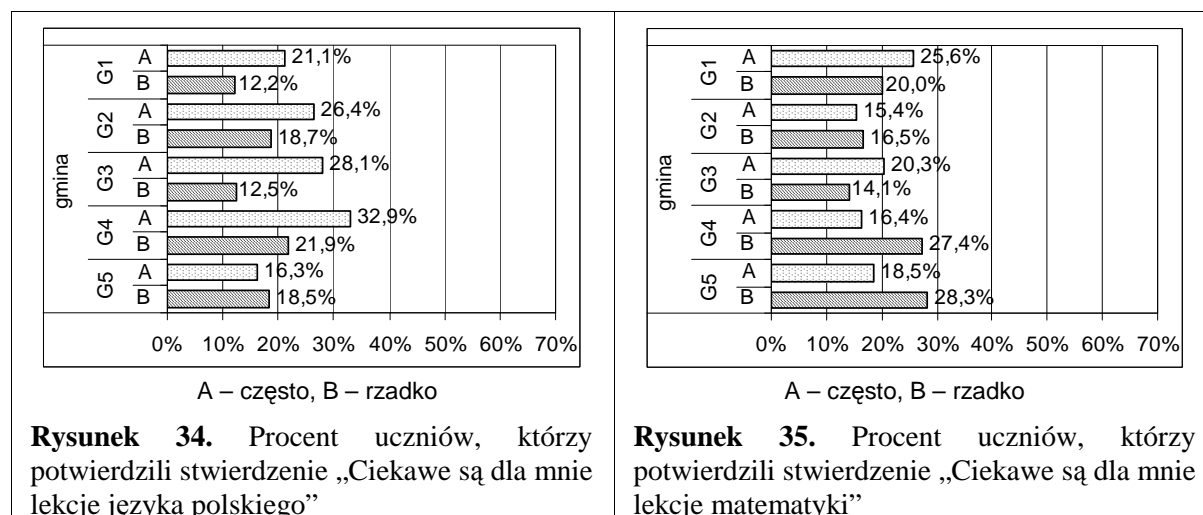 gmina
G1
A
21,1%
B
12,2%
G2
A
26,4%
B
18,7%
G3
A
28,1%
B
12,5%
G4
A
32,9%
B
21,9%
G5
A
16,3%
B
18,5%
0% 10% 20% 30% 40% 50% 60% 70%
A – często, B – rzadko
Rysunek 34. Procent uczniów, którzy
potwierdzili stwierdzenie „Ciekawe są dla mnie
lekcje języka polskiego”
gmina
G1
A
25,6%
B
20,0%
G2
A
15,4%
B
16,5%
G3
A
20,3%
B
14,1%
G4
A
16,4%
B
27,4%
G5
A
18,5%
B
28,3%
0% 10% 20% 30% 40% 50% 60% 70%
A – często, B – rzadko
Rysunek 35. Procent uczniów, którzy
potwierdzili stwierdzenie „Ciekawe są dla mnie
lekcje matematyki”